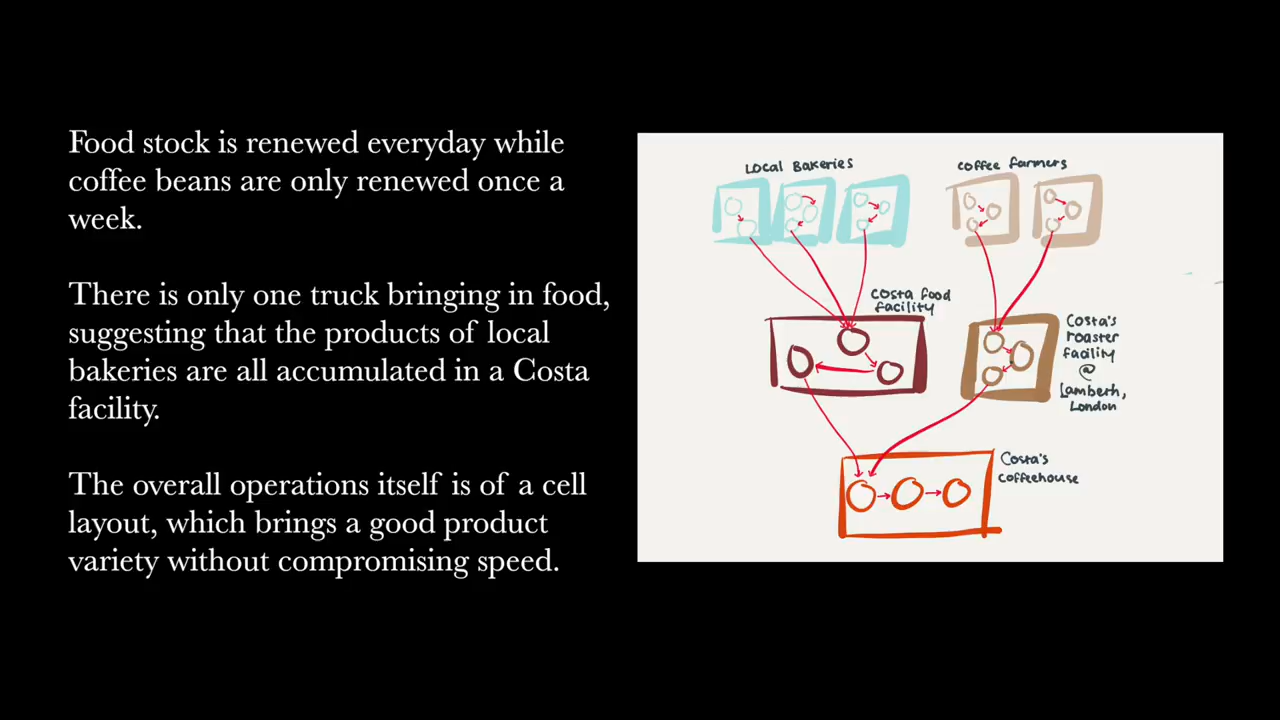 Food stock is renewed everyday while
coffee beans are only renewed once a
week.
There is only one truck bringing in food,
suggesting that the products of local
bakeries are all accumulated in a Costa
facility.
The overall operations itself is of a cell
layout, which brings a good product
variety without compromising speed.
Local Bakeries
coffee farmers
Costa food
facility
Costa's
roaster
facility
@
Lambeth,
London
Costa's
coffeehouse